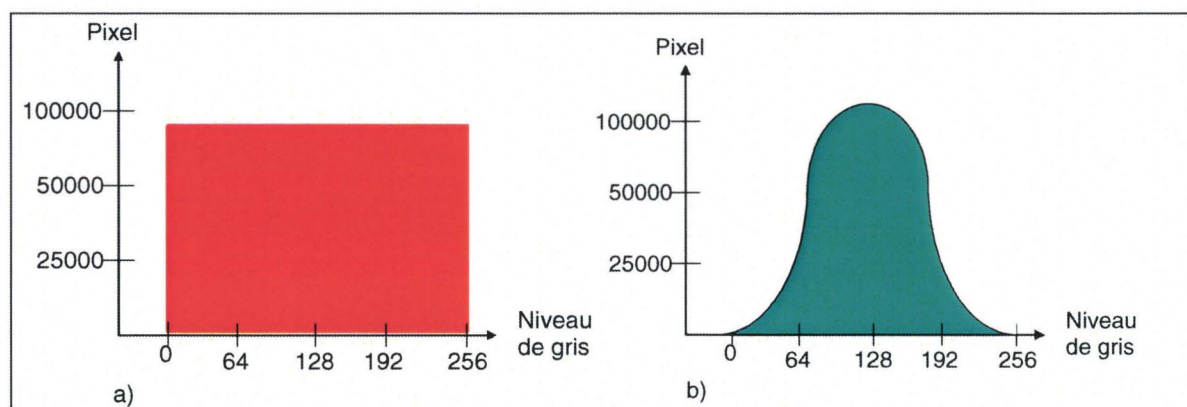 Pixel
100000
50000
25000
0 64 128 192 256
Niveau
de gris
a)
Pixel
100000
50000
25000
0 64 128 192 256
Niveau
de gris
b)